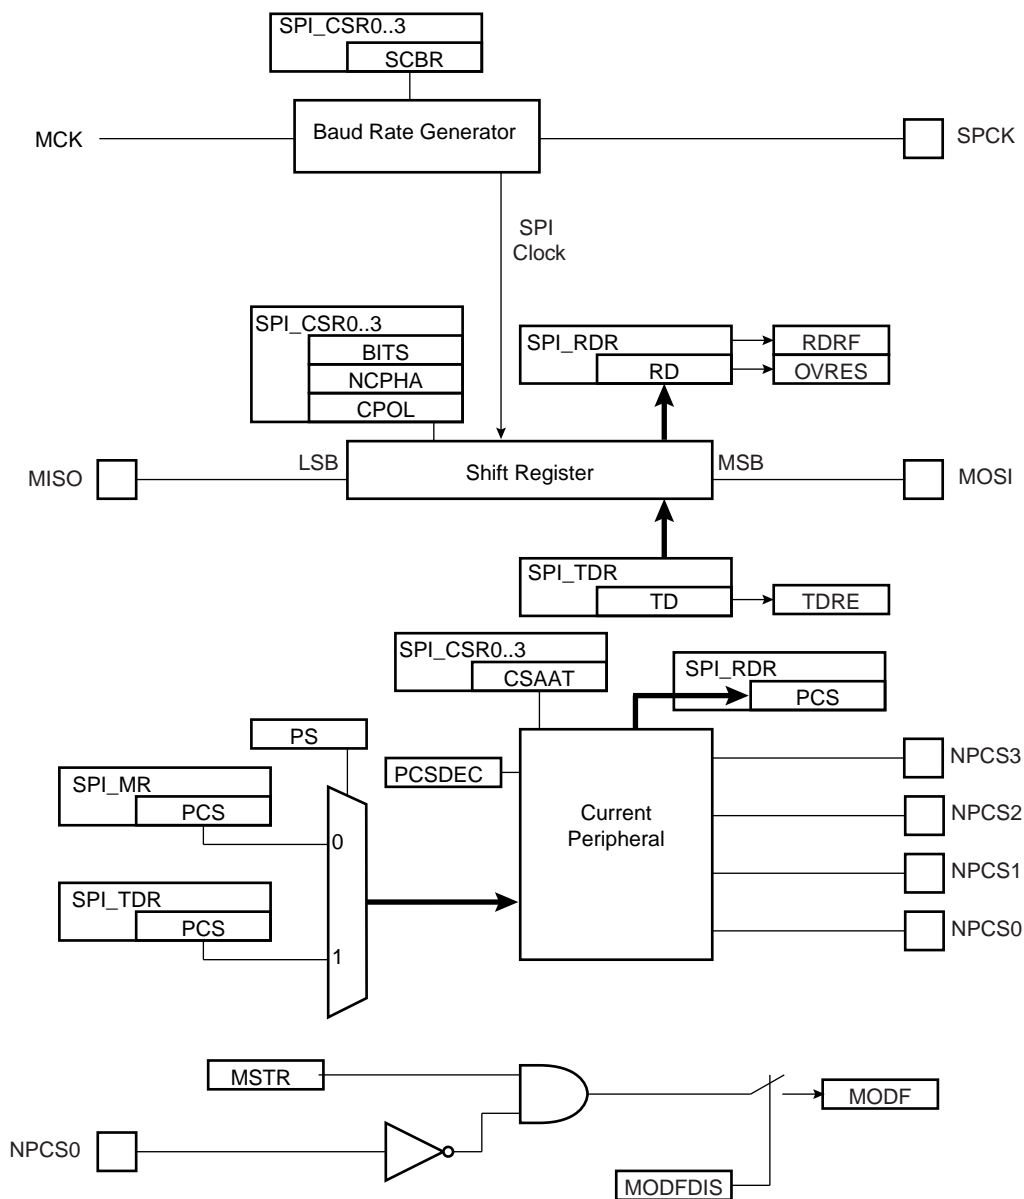 SPI_CSR0..3
SCBR
MCK
Baud Rate Generator
SPCK
SPI
Clock
SPI_CSR0..3
BITS
NCPHA
CPOL
SPI_RDR
RD
RDRF
OVRES
MISO
LSB
Shift Register
MSB
MOSI
SPI_TDR
TD
TDRE
SPI_CSR0..3
CSAAT
SPI_RDR
PCS
PS
PCSDEC
SPI_MR
PCS
0
SPI_TDR
PCS
1
Current
Peripheral
NPCS3
NPCS2
NPCS1
NPCS0
MSTR
MODF
NPCS0
MODFDIS